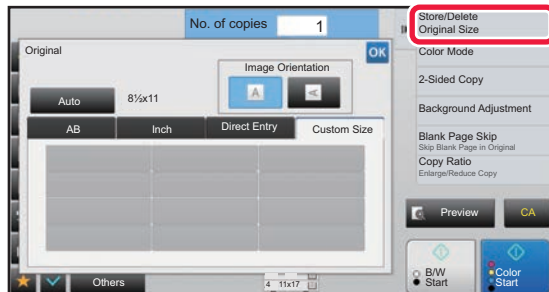 No. of copies
1
Original
OK
Image Orientation
A
A
Auto
8½x11
AB
Inch
Direct Entry
Custom Size
Others
4 11x17
Store/Delete
Original Size
Color Mode
2-Sided Copy
Background Adjustment
Blank Page Skip
Skip Blank Page in Original
Copy Ratio
Enlarge/Reduce Copy
Preview
CA
B/W
Start
Color
Start